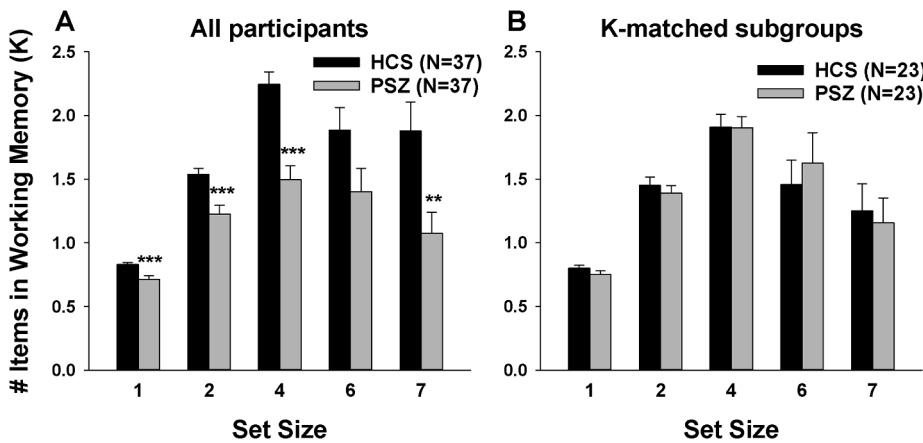 A
All participants
HCS (N=37)
PSZ (N=37)
# Items in Working Memory (K)
2.5
2.0
1.5
1.0
0.5
0.0
***
***
***
**
1 2 4 6 7
Set Size
B
K-matched subgroups
HCS (N=23)
PSZ (N=23)
2.5
2.0
1.5
1.0
0.5
0.0
1 2 4 6 7
Set Size